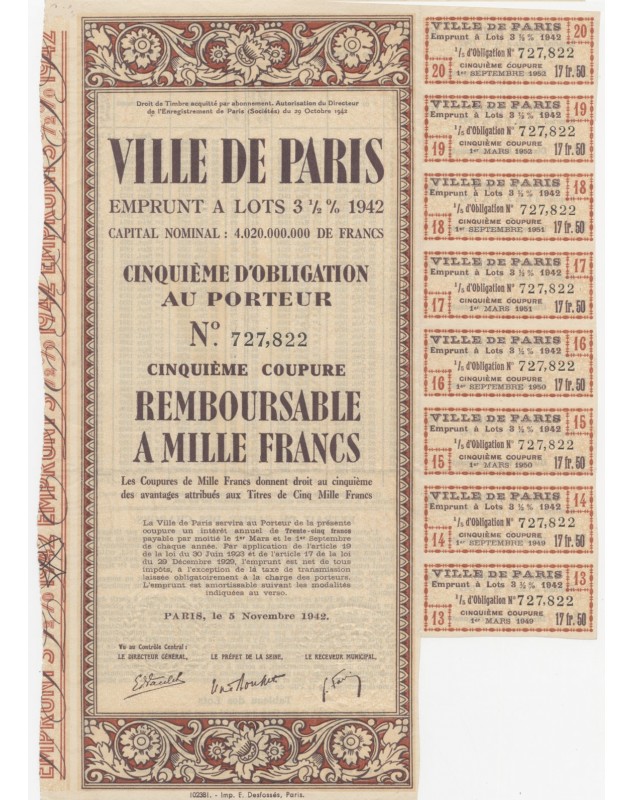 Droit de Timbre acquitté par abonnement. Autorisation du Directeur
de l'Enregistrement de Paris (Sociétés) du 29 Octobre 1942
VILLE DE PARIS
EMPRUNT A LOTS 3 ½ % 1942
CAPITAL NOMINAL : 4.020.000.000 DE FRANCS
CINQUIÈME D'OBLIGATION
AU PORTEUR
No. 727,822
CINQUIÈME COUPURE
REMBOURSABLE
A MILLE FRANCS
Les Coupures de Mille Francs donnent droit au cinquième
des avantages attribués aux Titres de Cinq Mille Francs
La Ville de Paris servira au Porteur de la présente
coupure un intérêt annuel de Trente-cinq francs
payable par moitié le 1er Mars et le 1er Septembre
de chaque année. Par application de l'article 19
de la loi du 30 Juin 1923 et de l'article 17 de la loi
du 29 Décembre 1929, l'emprunt est net de tous
impôts, à l'exception de la taxe de transmission
laissée obligatoirement à la charge des porteurs.
L'emprunt est amortissable suivant les modalités
indiquées au verso.
PARIS, le 5 Novembre 1942.
Vu au Contrôle Central :
LE DIRECTEUR GÉNÉRAL, LE PRÉFET DE LA SEINE, LE RECEVEUR MUNICIPAL,
102381. - Imp. E. Desfossés, Paris.
VILLE DE PARIS 20
Emprunt à Lots 3 ½ % 1942
1/5 d'Obligation No 727,822
20 CINQUIÈME COUPURE
1er SEPTEMBRE 1952 17 fr. 50
VILLE DE PARIS 19
Emprunt à Lots 3 ½ % 1942
1/5 d'Obligation No 727,822
19 CINQUIÈME COUPURE
1er MARS 1952 17 fr. 50
VILLE DE PARIS 18
Emprunt à Lots 3 ½ % 1942
1/5 d'Obligation No 727,822
18 CINQUIÈME COUPURE
1er SEPTEMBRE 1951 17 fr. 50
VILLE DE PARIS 17
Emprunt à Lots 3 ½ % 1942
1/5 d'Obligation No 727,822
17 CINQUIÈME COUPURE
1er MARS 1951 17 fr. 50
VILLE DE PARIS 16
Emprunt à Lots 3 ½ % 1942
1/5 d'Obligation No 727,822
16 CINQUIÈME COUPURE
1er SEPTEMBRE 1950 17 fr. 50
VILLE DE PARIS 15
Emprunt à Lots 3 ½ % 1942
1/5 d'Obligation No 727,822
15 CINQUIÈME COUPURE
1er MARS 1950 17 fr. 50
VILLE DE PARIS 14
Emprunt à Lots 3 ½ % 1942
1/5 d'Obligation No 727,822
14 CINQUIÈME COUPURE
1er SEPTEMBRE 1949 17 fr. 50
VILLE DE PARIS 13
Emprunt à Lots 3 ½ % 1942
1/5 d'Obligation No 727,822
13 CINQUIÈME COUPURE
1er MARS 1949 17 fr. 50